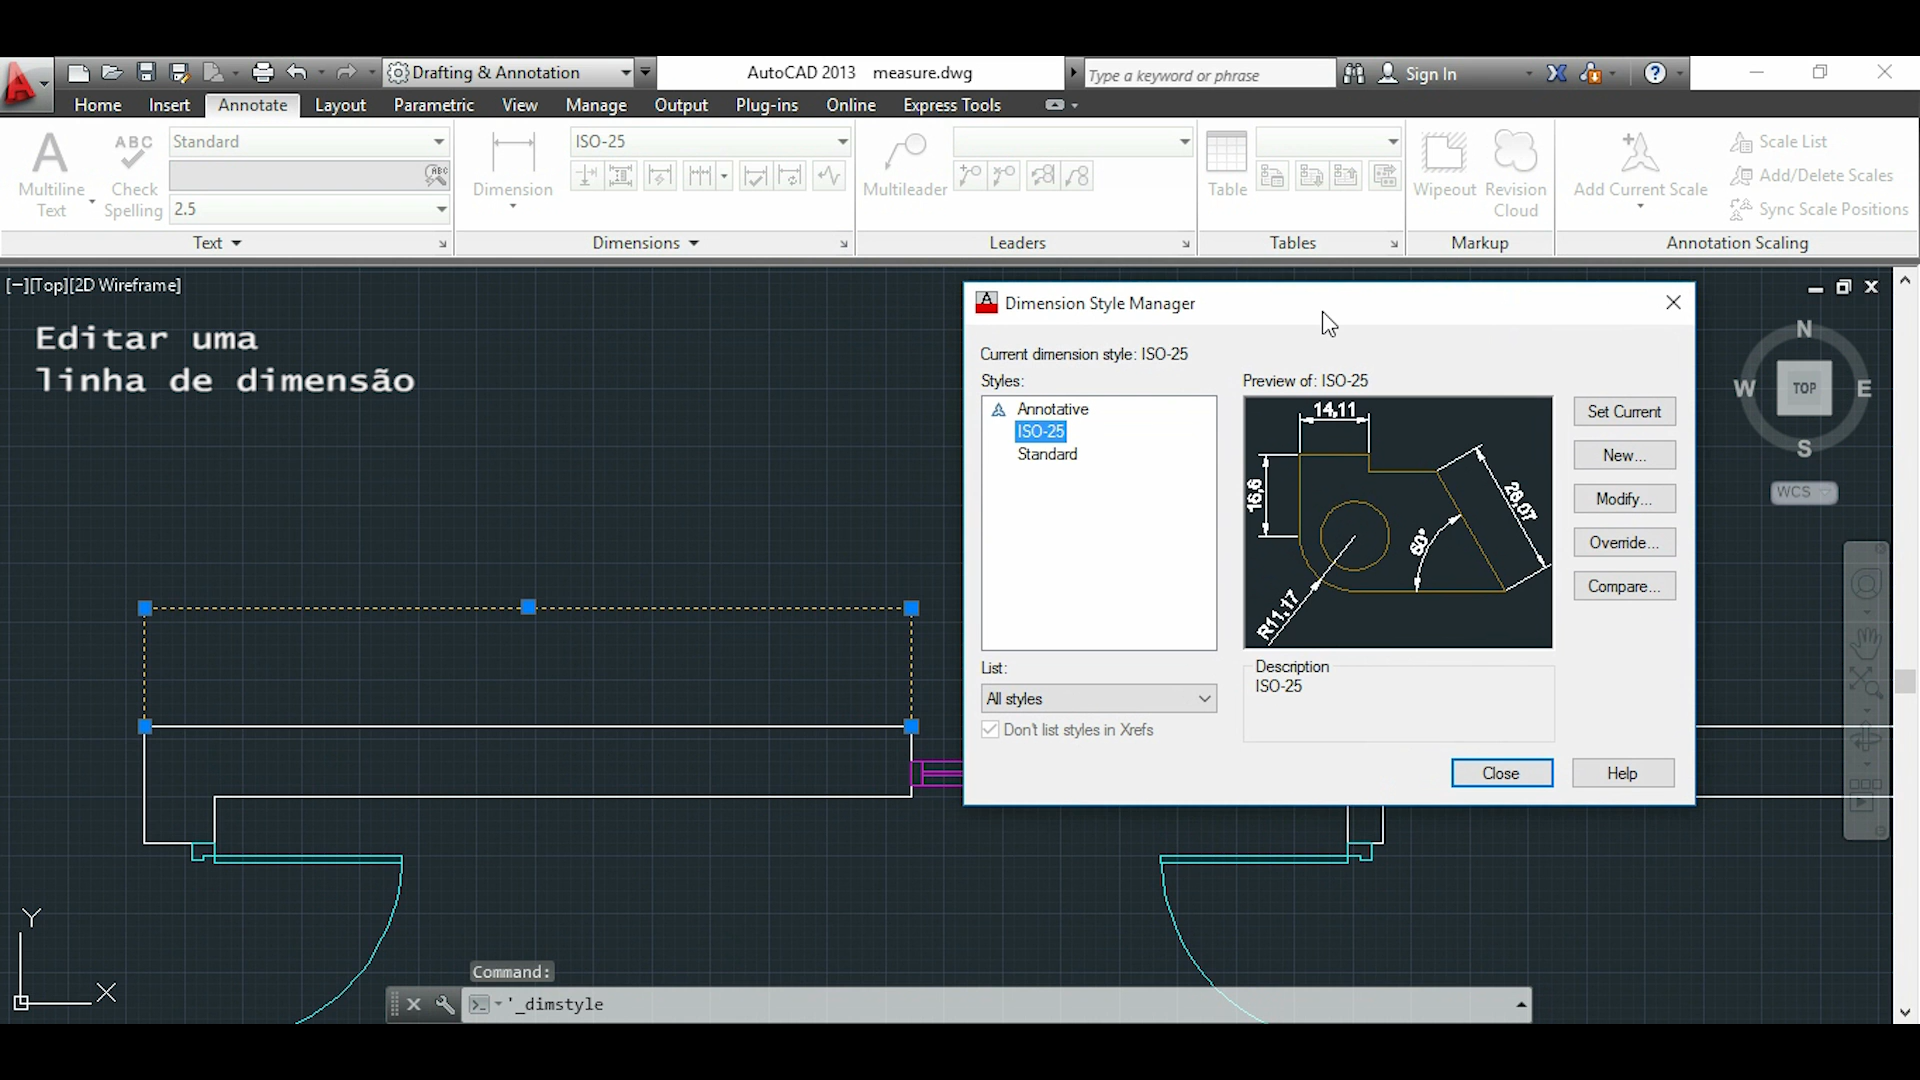 Drafting & Annotation
AutoCAD 2013 measure.dwg
Type a keyword or phrase
Sign In
Home Insert Annotate Layout Parametric View Manage Output Plug-ins Online Express Tools
A
Multiline
Text
ABC
Check
Spelling
Standard
ABC
2.5
Text
Dimension
ISO-25
Dimensions
Multileader
Leaders
Table
Tables
Wipeout
Revision
Cloud
Markup
Add Current Scale
Scale List
Add/Delete Scales
Sync Scale Positions
Annotation Scaling
[−][Top][2D Wireframe]
Editar uma
linha de dimensão
Dimension Style Manager
Current dimension style: ISO-25
Styles:
Annotative
ISO-25
Standard
List:
All styles
Don't list styles in Xrefs
Preview of: ISO-25
14,11
16,6
28,07
60°
R11,17
Description
ISO-25
Set Current
New...
Modify...
Override...
Compare...
Close
Help
N
W TOP E
S
WCS
Y
X
Command:
'_dimstyle